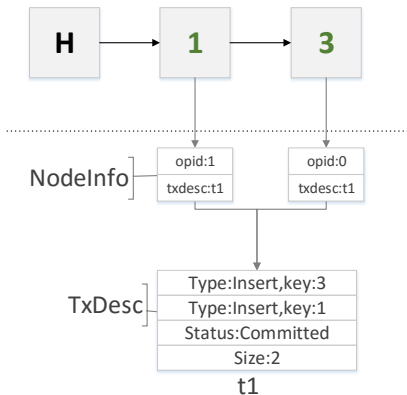 H 1 3
opid:1 opid:0
NodeInfo
txdesc:t1 txdesc:t1
Type:Insert,key:3
TxDesc
Type:Insert,key:1
Status:Committed
Size:2
t1